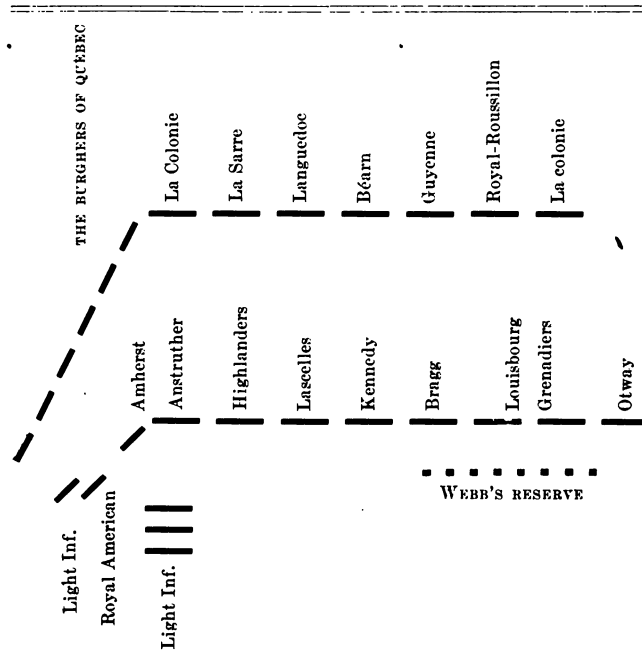 THE BURGHERS OF QUEBEC
La Colonie
La Sarre
Languedoc
Béarn
Guyenne
Royal-Roussillon
La colonie
Amherst
Anstruther
Highlanders
Lascelles
Kennedy
Bragg
Louisbourg
Grenadiers
Otway
WEBB'S RESERVE
Light Inf.
Royal American
Light Inf.